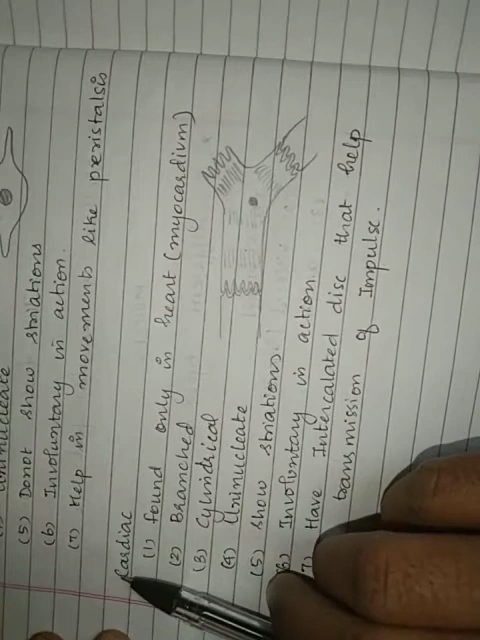 (5) Donot show striations
(6) Involuntary in action.
(7) Help in movements like peristalsis
Cardiac
(1) found only in heart (myocardium)
(2) Branched
(3) Cylindrical
(4) Uninucleate
(5) show striations.
(6) Involuntary in action.
7) Have Intercalated disc that help
transmission of Impulse.